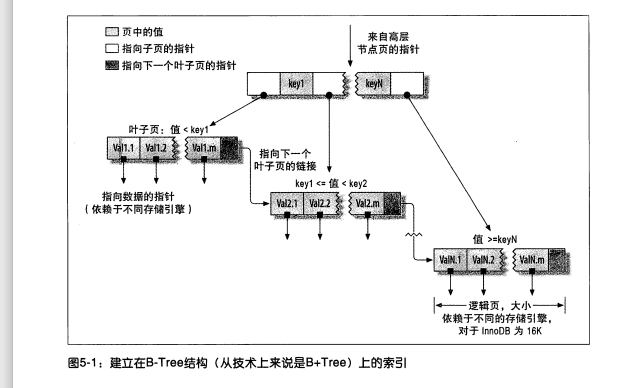 页中的值
指向子页的指针
指向下一个叶子页的指针
来自高层
节点页的指针
key1
keyN
叶子页：值 < key1
Val1.1
Val1.2
Val1.m
指向下一个
叶子页的链接
指向数据的指针
（依赖于不同存储引擎）
key1 <= 值 < key2
Val2.1
Val2.2
Val2.m
值 >=keyN
ValN.1
ValN.2
ValN.m
逻辑页，大小
依赖于不同的存储引擎，
对于 InnoDB 为 16K
图5-1：建立在B-Tree结构（从技术上来说是B+Tree）上的索引